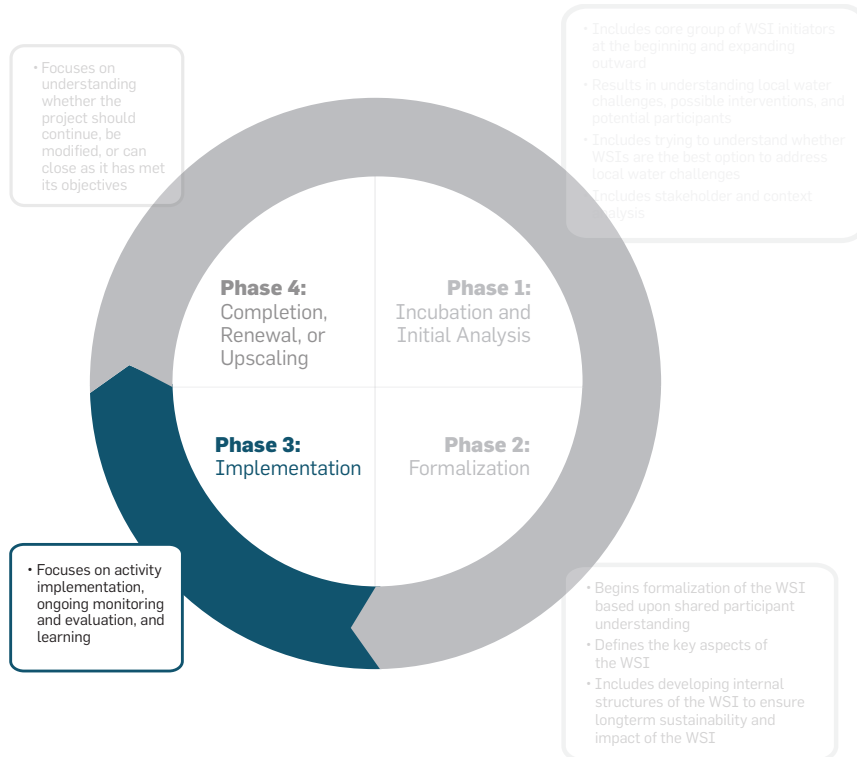 • Includes core group of WSI initiators
at the beginning and expanding
outward
• Results in understanding local water
challenges, possible interventions, and
potential participants
• Includes trying to understand whether
WSIs are the best option to address
local water challenges
• Includes stakeholder and context
analysis
• Focuses on
understanding
whether the
project should
continue, be
modified, or can
close as it has met
its objectives
Phase 4:
Completion,
Renewal, or
Upscaling
Phase 1:
Incubation and
Initial Analysis
Phase 3:
Implementation
Phase 2:
Formalization
• Focuses on activity
implementation,
ongoing monitoring
and evaluation, and
learning
• Begins formalization of the WSI
based upon shared participant
understanding
• Defines the key aspects of
the WSI
• Includes developing internal
structures of the WSI to ensure
longterm sustainability and
impact of the WSI